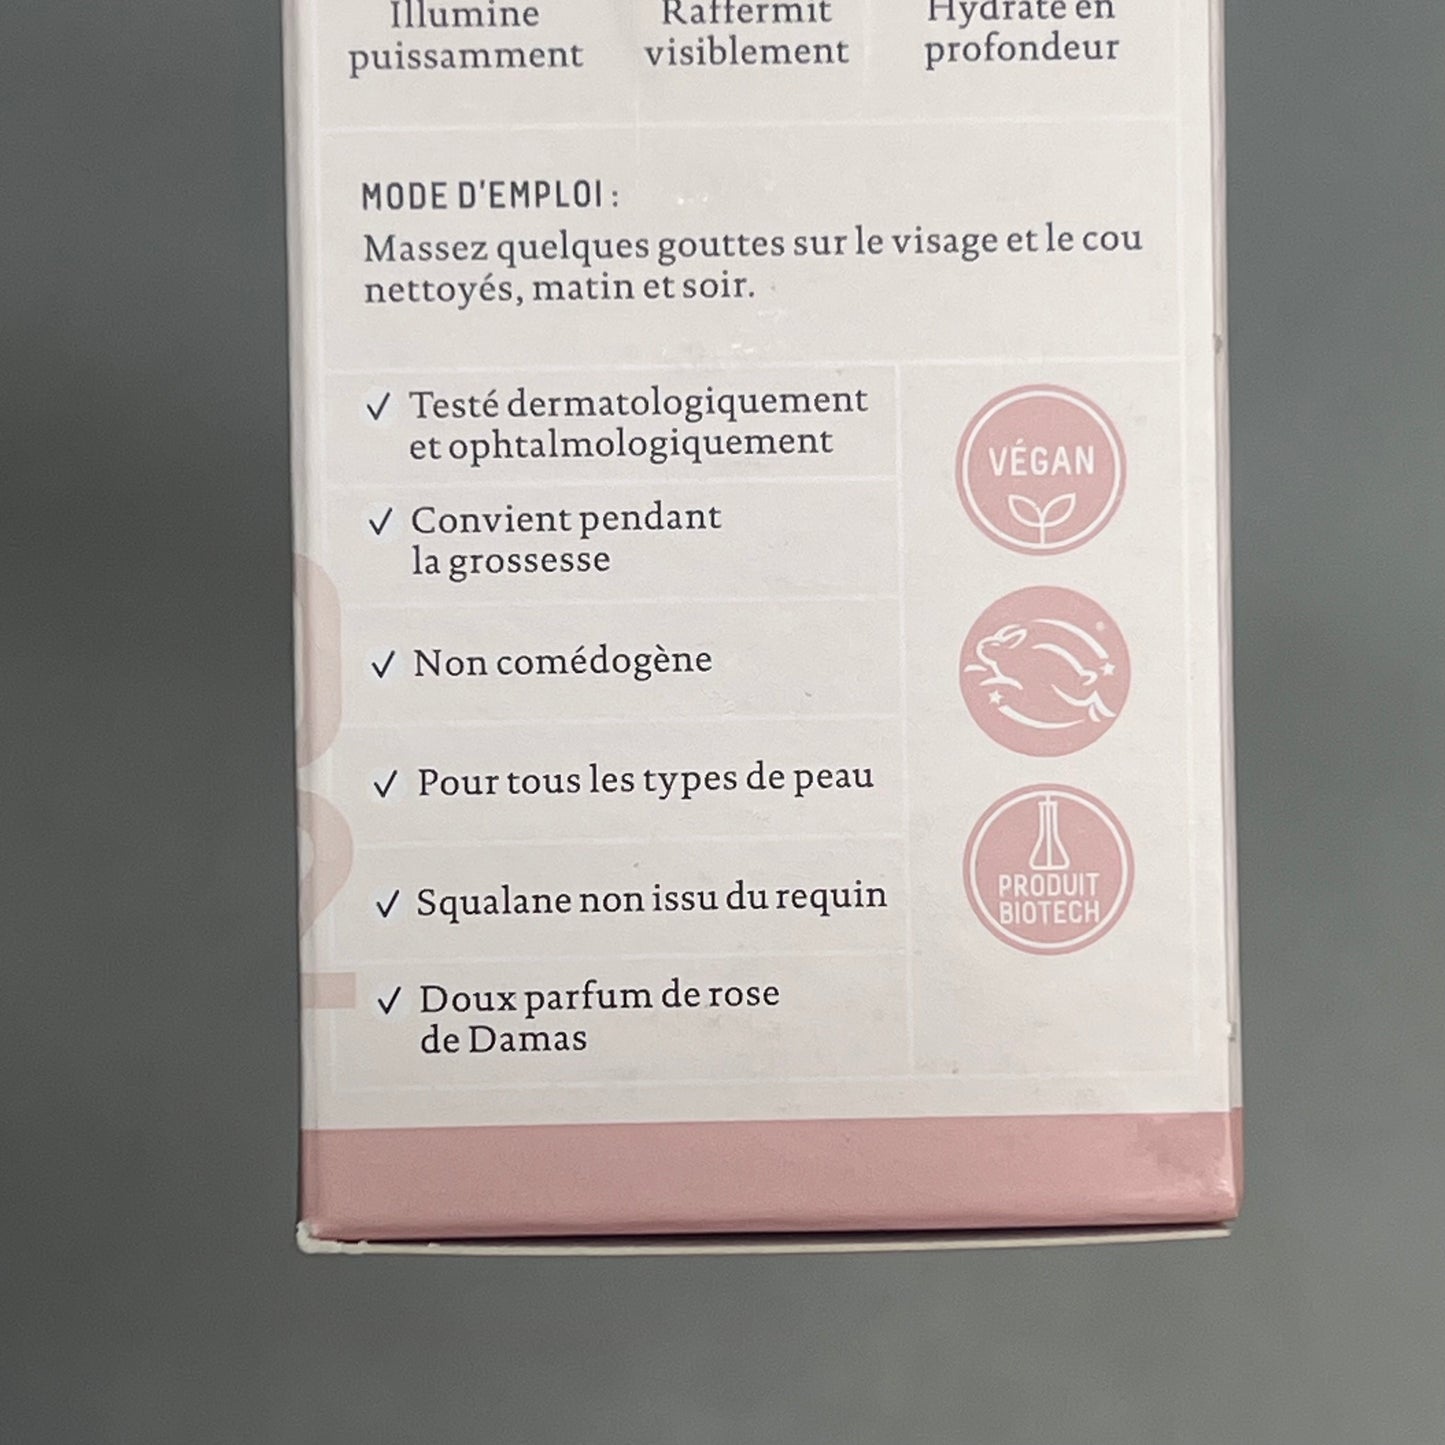 Illumine
puissamment
Raffermit
visiblement
Hydrate en
profondeur
MODE D'EMPLOI :
Massez quelques gouttes sur le visage et le cou
nettoyés, matin et soir.
✓ Testé dermatologiquement
et ophtalmologiquement
✓ Convient pendant
la grossesse
✓ Non comédogène
✓ Pour tous les types de peau
✓ Squalane non issu du requin
✓ Doux parfum de rose
de Damas
VÉGAN
PRODUIT
BIOTECH